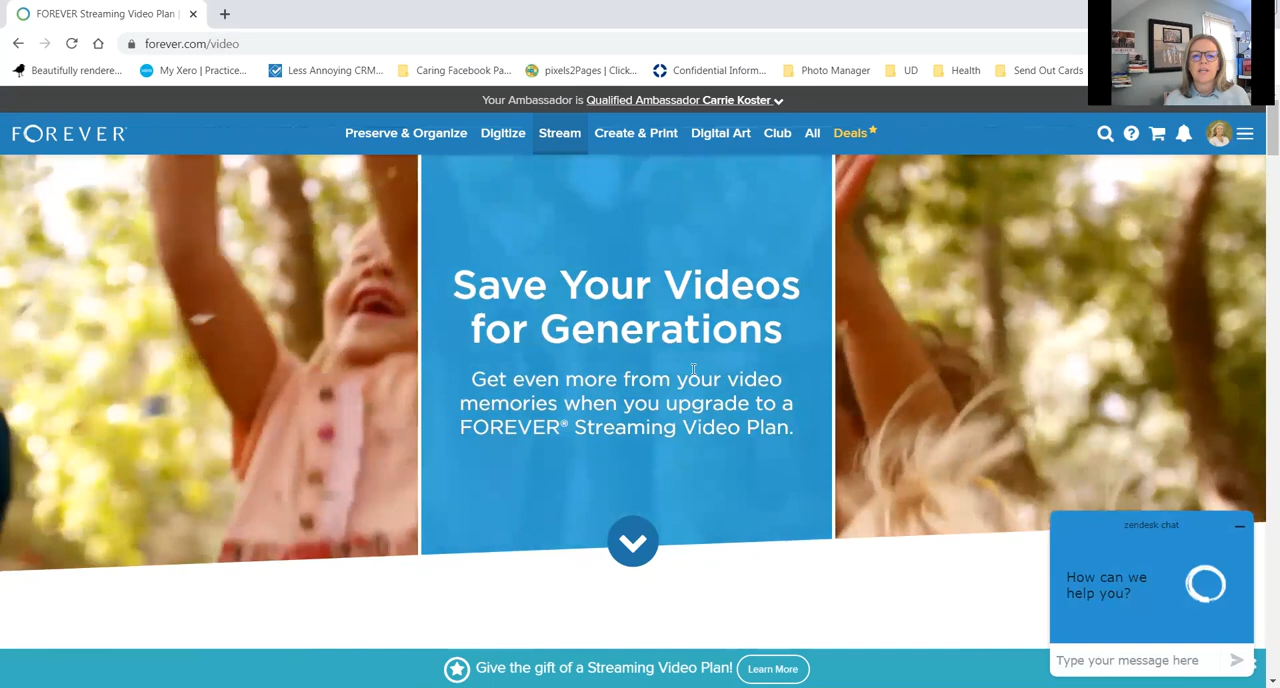 FOREVER Streaming Video Plan |
forever.com/video
Beautifully rendere... My Xero | Practice... Less Annoying CRM... Caring Facebook Pa... pixels2Pages | Click... Confidential Inform... Photo Manager UD Health Send Out Cards
Your Ambassador is Qualified Ambassador Carrie Koster
FOREVER Preserve & Organize Digitize Stream Create & Print Digital Art Club All Deals
Save Your Videos
for Generations
Get even more from your video
memories when you upgrade to a
FOREVER® Streaming Video Plan.
zendesk chat
How can we
help you?
Type your message here
Give the gift of a Streaming Video Plan! Learn More